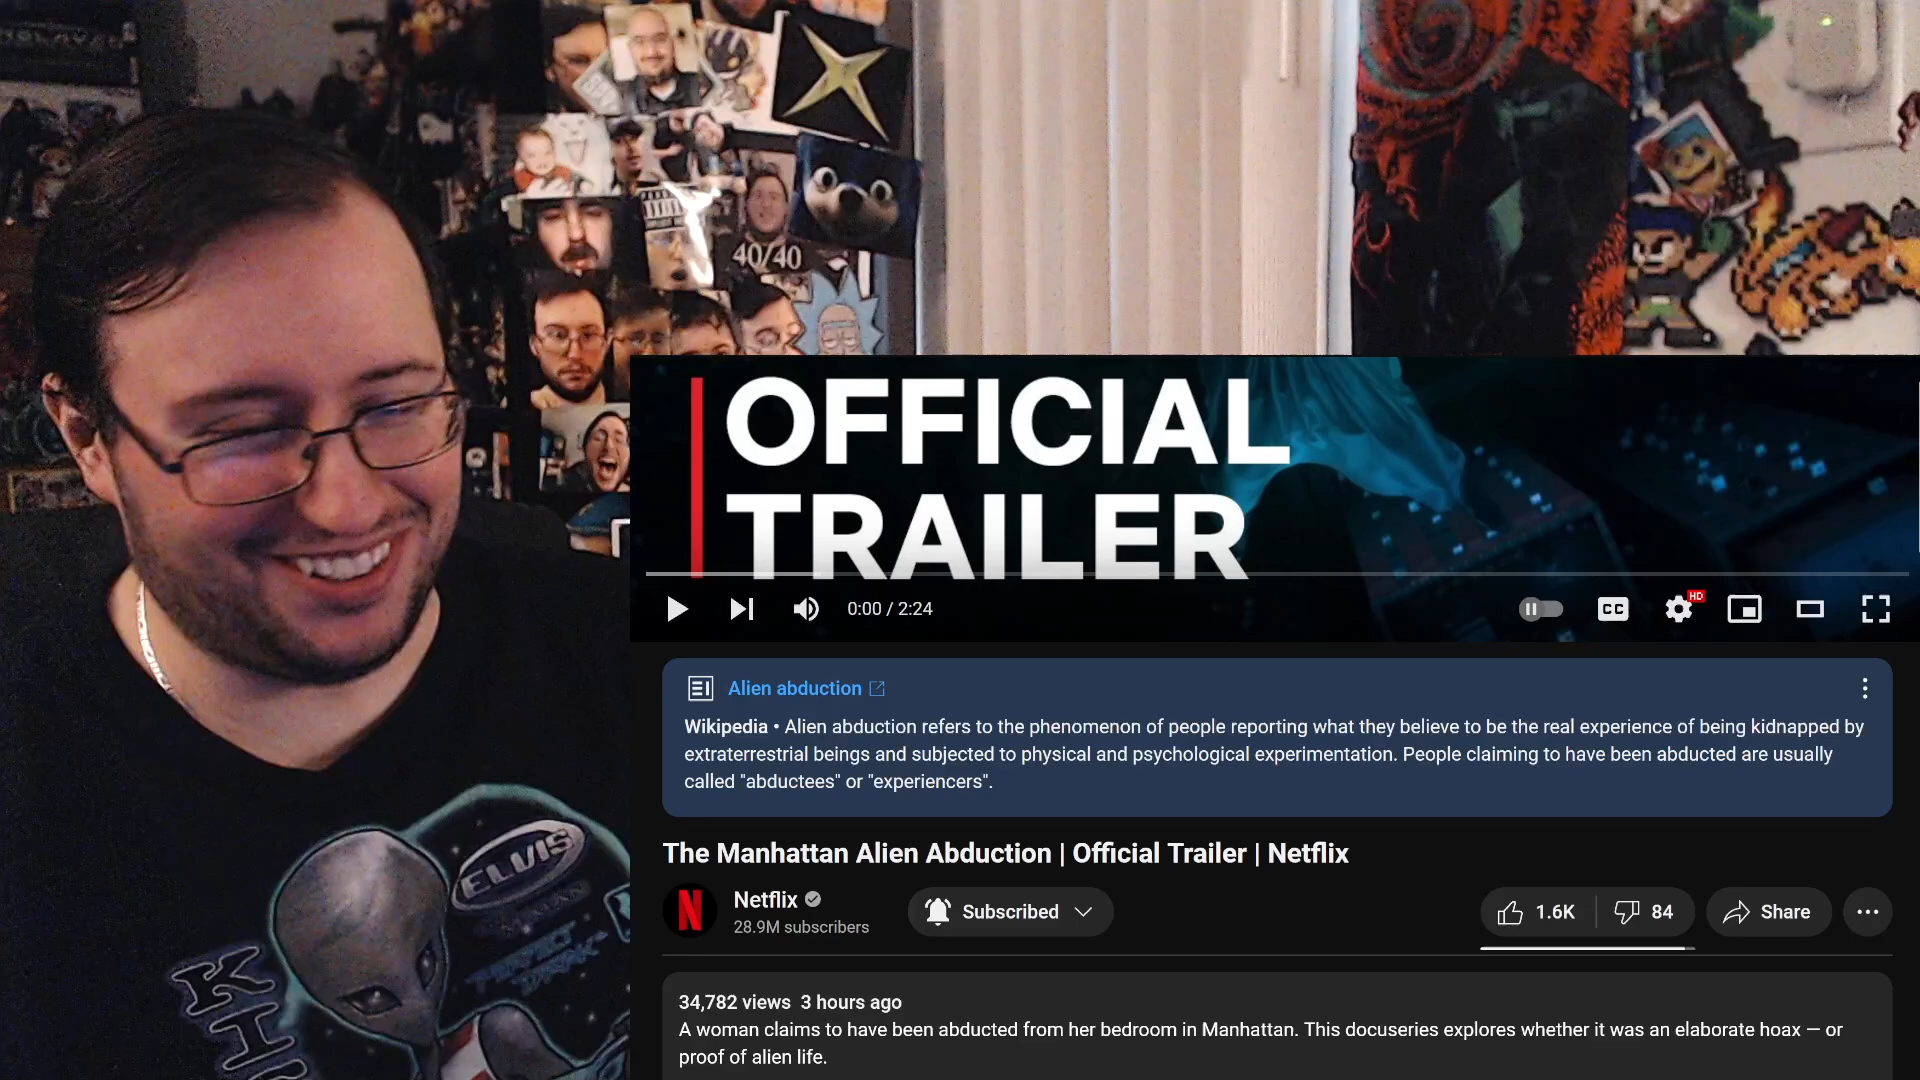 40/40
OFFICIAL
TRAILER
0:00 / 2:24
CC
HD
Alien abduction
Wikipedia • Alien abduction refers to the phenomenon of people reporting what they believe to be the real experience of being kidnapped by
extraterrestrial beings and subjected to physical and psychological experimentation. People claiming to have been abducted are usually
called "abductees" or "experiencers".
The Manhattan Alien Abduction | Official Trailer | Netflix
N
Netflix
28.9M subscribers
Subscribed
1.6K
84
Share
34,782 views 3 hours ago
A woman claims to have been abducted from her bedroom in Manhattan. This docuseries explores whether it was an elaborate hoax — or
proof of alien life.
ELVIS